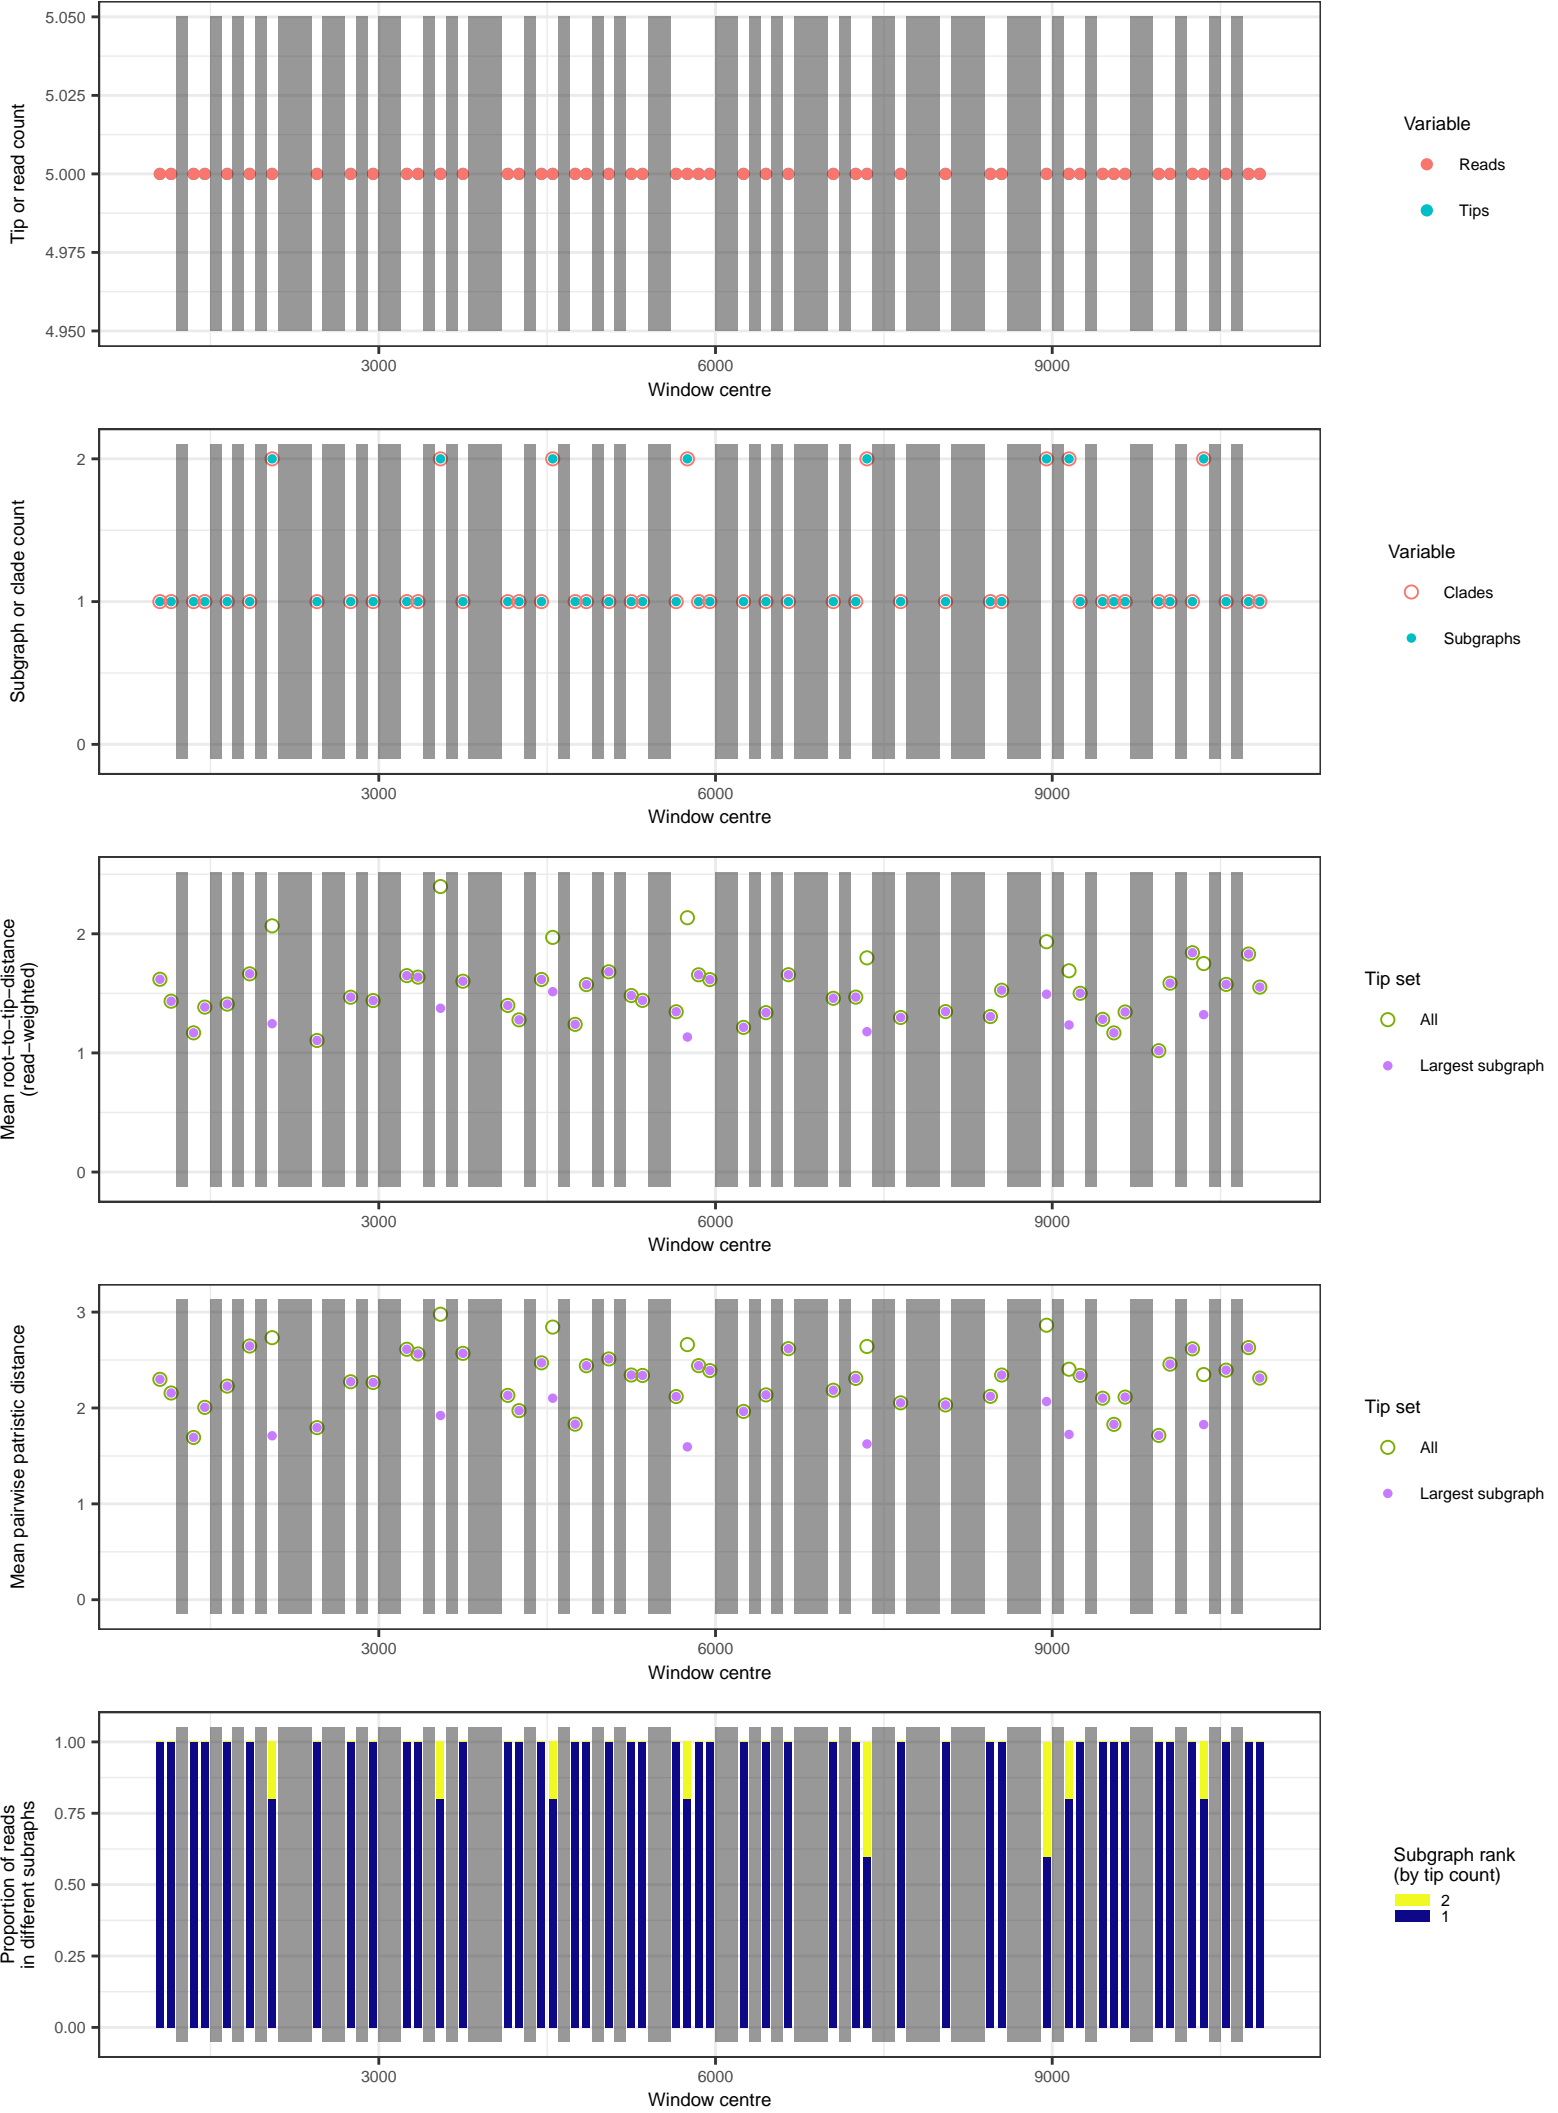 5.050
5.025
5.000
4.975
4.950
Tip or read count
3000
6000
9000
Window centre
Variable
Reads
Tips
2
1
0
Subgraph or clade count
3000
6000
9000
Window centre
Variable
Clades
Subgraphs
2
1
0
Mean root−to−tip−distance
(read−weighted)
3000
6000
9000
Window centre
Tip set
All
Largest subgraph
3
2
1
0
Mean pairwise patristic distance
3000
6000
9000
Window centre
Tip set
All
Largest subgraph
1.00
0.75
0.50
0.25
0.00
Proportion of reads
in different subraphs
3000
6000
9000
Window centre
Subgraph rank
(by tip count)
2
1